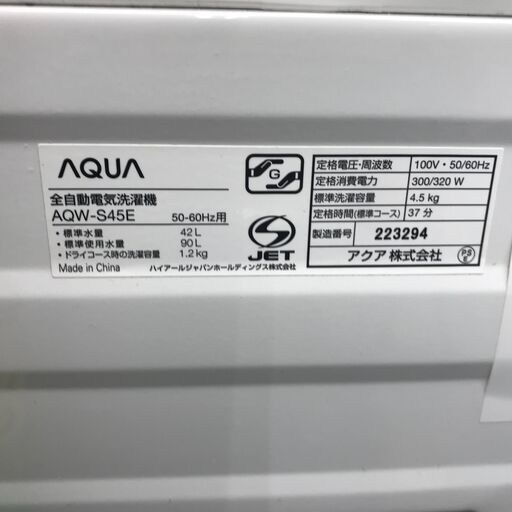 AQUA
全自動電気洗濯機
AQW-S45E 50-60Hz用
・標準水量 42L
・標準使用水量 90L
・ドライコース時の洗濯容量 1.2kg
Made in China ハイアールジャパンホールディングス株式会社
G
S
JET
定格電圧・周波数 100V・50/60Hz
定格消費電力 300/320 W
標準洗濯容量 4.5 kg
定格時間(標準コース) 37 分
製造番号 223294
アクア 株式会社
PS
E